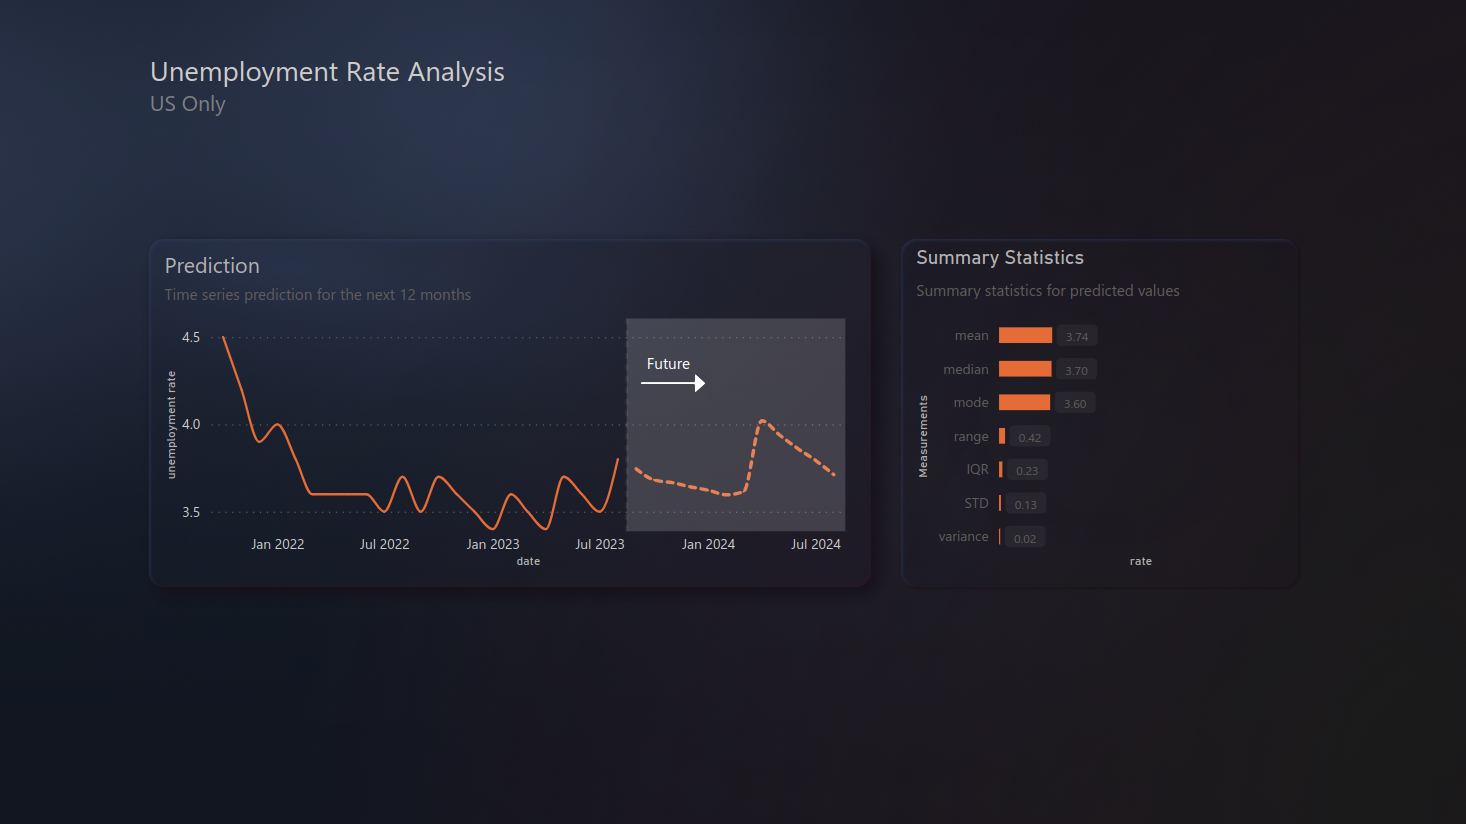 Unemployment Rate Analysis
US Only
Prediction
Time series prediction for the next 12 months
unemployment rate
4.5
4.0
3.5
Future
Jan 2022 Jul 2022 Jan 2023 Jul 2023 Jan 2024 Jul 2024
date
Summary Statistics
Summary statistics for predicted values
Measurements
mean 3.74
median 3.70
mode 3.60
range 0.42
IQR 0.23
STD 0.13
variance 0.02
rate